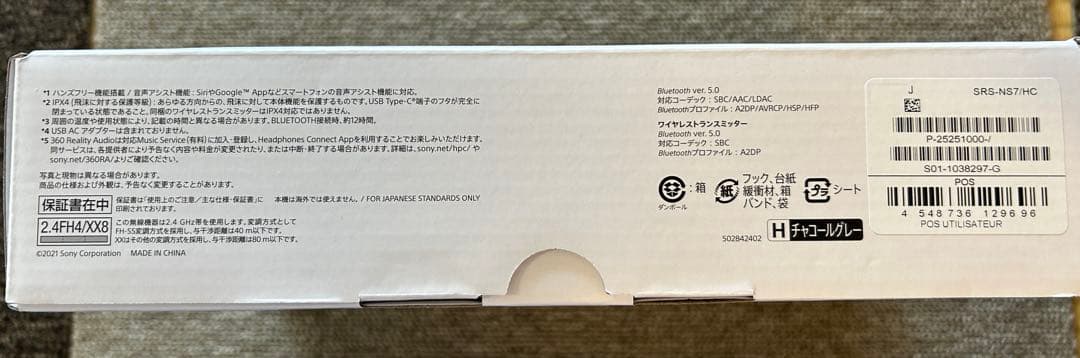 *1 ハンズフリー機能搭載 / 音声アシスト機能 : SiriやGoogle™ Appなどスマートフォンの音声アシスト機能に対応。
*2 IPX4 (飛沫に対する保護等級) : あらゆる方向からの、飛沫に対して本体機能を保護するものです。USB Type-C®端子のフタが完全に
閉まっている状態であること。同梱のワイヤレストランスミッターはIPX4対応ではありません。
*3 周囲の温度や使用状態により、記載の時間と異なる場合があります。BLUETOOTH接続時、約12時間。
*4 USB AC アダプターは含まれていません。
*5 360 Reality Audioは対応Music Service(有料)に加入・登録し、Headphones Connect Appを利用することでお楽しみいただけます。
同サービスは、各提供者により予告なく内容や料金が変更されたり、または中断・終了する場合があります。詳細は、sony.net/hpc/ や
sony.net/360RA/よりご確認ください。
写真と現物は異なる場合があります。
商品の仕様および外観は、予告なく変更することがあります。
保証書在中
保証書は「使用上のご注意／主な仕様・保証書」に
印刷されております。
本機は海外では使えません。/ FOR JAPANESE STANDARDS ONLY
2.4FH4/XX8
この無線機器は2.4 GHz帯を使用します。変調方式として
FH-SS変調方式を採用し、与干渉距離は40 m以下です。
XXはその他の変調方式を採用し、与干渉距離は80 m以下です。
©2021 Sony Corporation MADE IN CHINA
Bluetooth ver. 5.0
対応コーデック : SBC/AAC/LDAC
Bluetoothプロファイル : A2DP/AVRCP/HSP/HFP
ワイヤレストランスミッター
Bluetooth ver. 5.0
対応コーデック : SBC
Bluetoothプロファイル : A2DP
: 箱
ダンボール
紙
フック、台紙
緩衝材、箱
バンド、袋
プラ
シート
502B42402
H チャコールグレー
J SRS-NS7/HC
P-25251000-/
S01-1038297-G
POS
4 548736 129696
POS UTILISATEUR